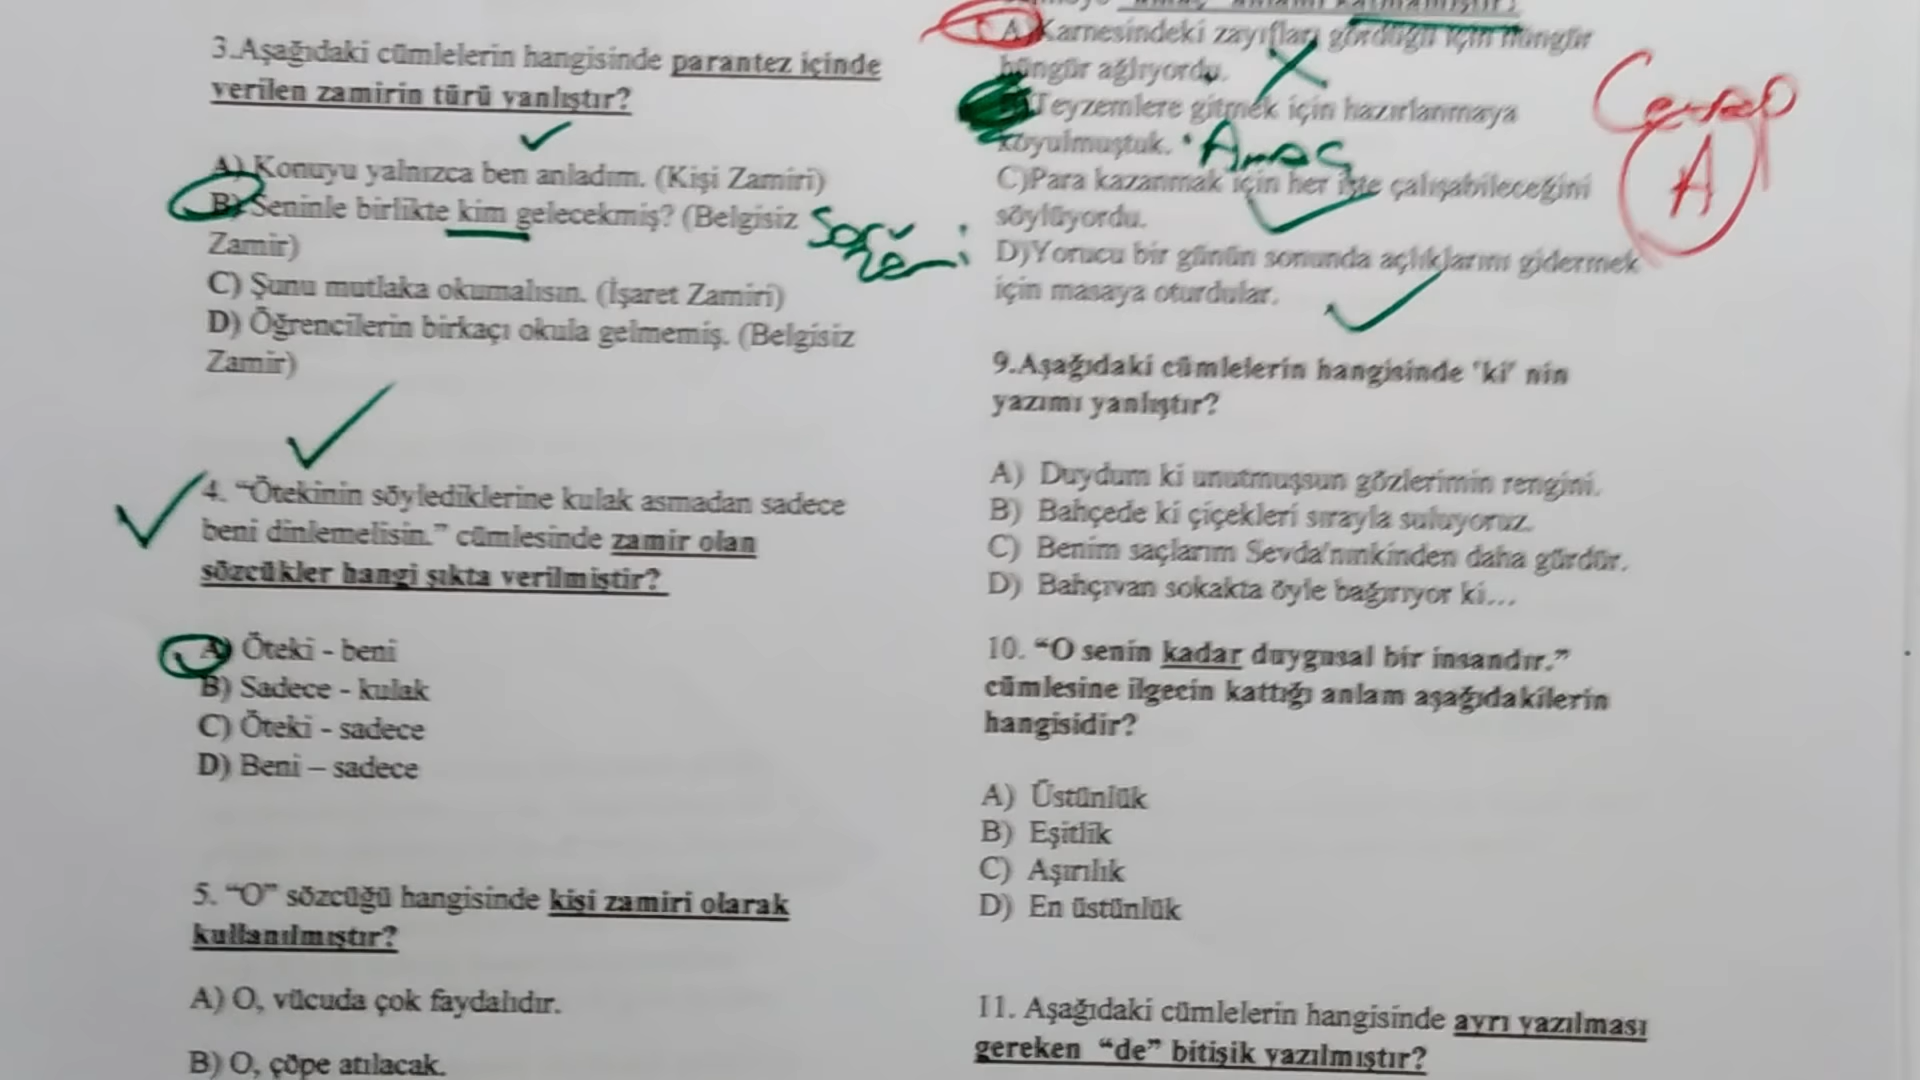 3.Aşağıdaki cümlelerin hangisinde parantez içinde
verilen zamirin türü yanlıştır?
A) Konuyu yalnızca ben anladım. (Kişi Zamiri)
B) Seninle birlikte kim gelecekmiş? (Belgisiz
Zamir)
C) Şunu mutlaka okumalısın. (İşaret Zamiri)
D) Öğrencilerin birkaçı okula gelmemiş. (Belgisiz
Zamir)
4. “Ötekinin söylediklerine kulak asmadan sadece
beni dinlemelisin.” cümlesinde zamir olan
sözcükler hangi şıkta verilmiştir?
A) Öteki - beni
B) Sadece - kulak
C) Öteki - sadece
D) Beni – sadece
5. “O” sözcüğü hangisinde kişi zamiri olarak
kullanılmıştır?
A) O, vücuda çok faydalıdır.
B) O, çöpe atılacak.
A)Karnesindeki zayıfları gördüğü için hüngür
hüngür ağlıyordu.
Teyzemlere gitmek için hazırlanmaya
koyulmuştuk.
Amaç
C)Para kazanmak için her işte çalışabileceğini
söylüyordu.
D)Yorucu bir günün sonunda açlıklarını gidermek
için masaya oturdular.
Cevap
A
9.Aşağıdaki cümlelerin hangisinde 'ki' nin
yazımı yanlıştır?
A) Duydum ki unutmuşsun gözlerimin rengini.
B) Bahçede ki çiçekleri sırayla suluyoruz.
C) Benim saçlarım Sevda'nınkinden daha gürdür.
D) Bahçıvan sokakta öyle bağırıyor ki...
10. “O senin kadar duygusal bir insandır.”
cümlesine ilgecin kattığı anlam aşağıdakilerin
hangisidir?
A) Üstünlük
B) Eşitlik
C) Aşırılık
D) En üstünlük
11. Aşağıdaki cümlelerin hangisinde ayrı yazılması
gereken “de” bitişik yazılmıştır?